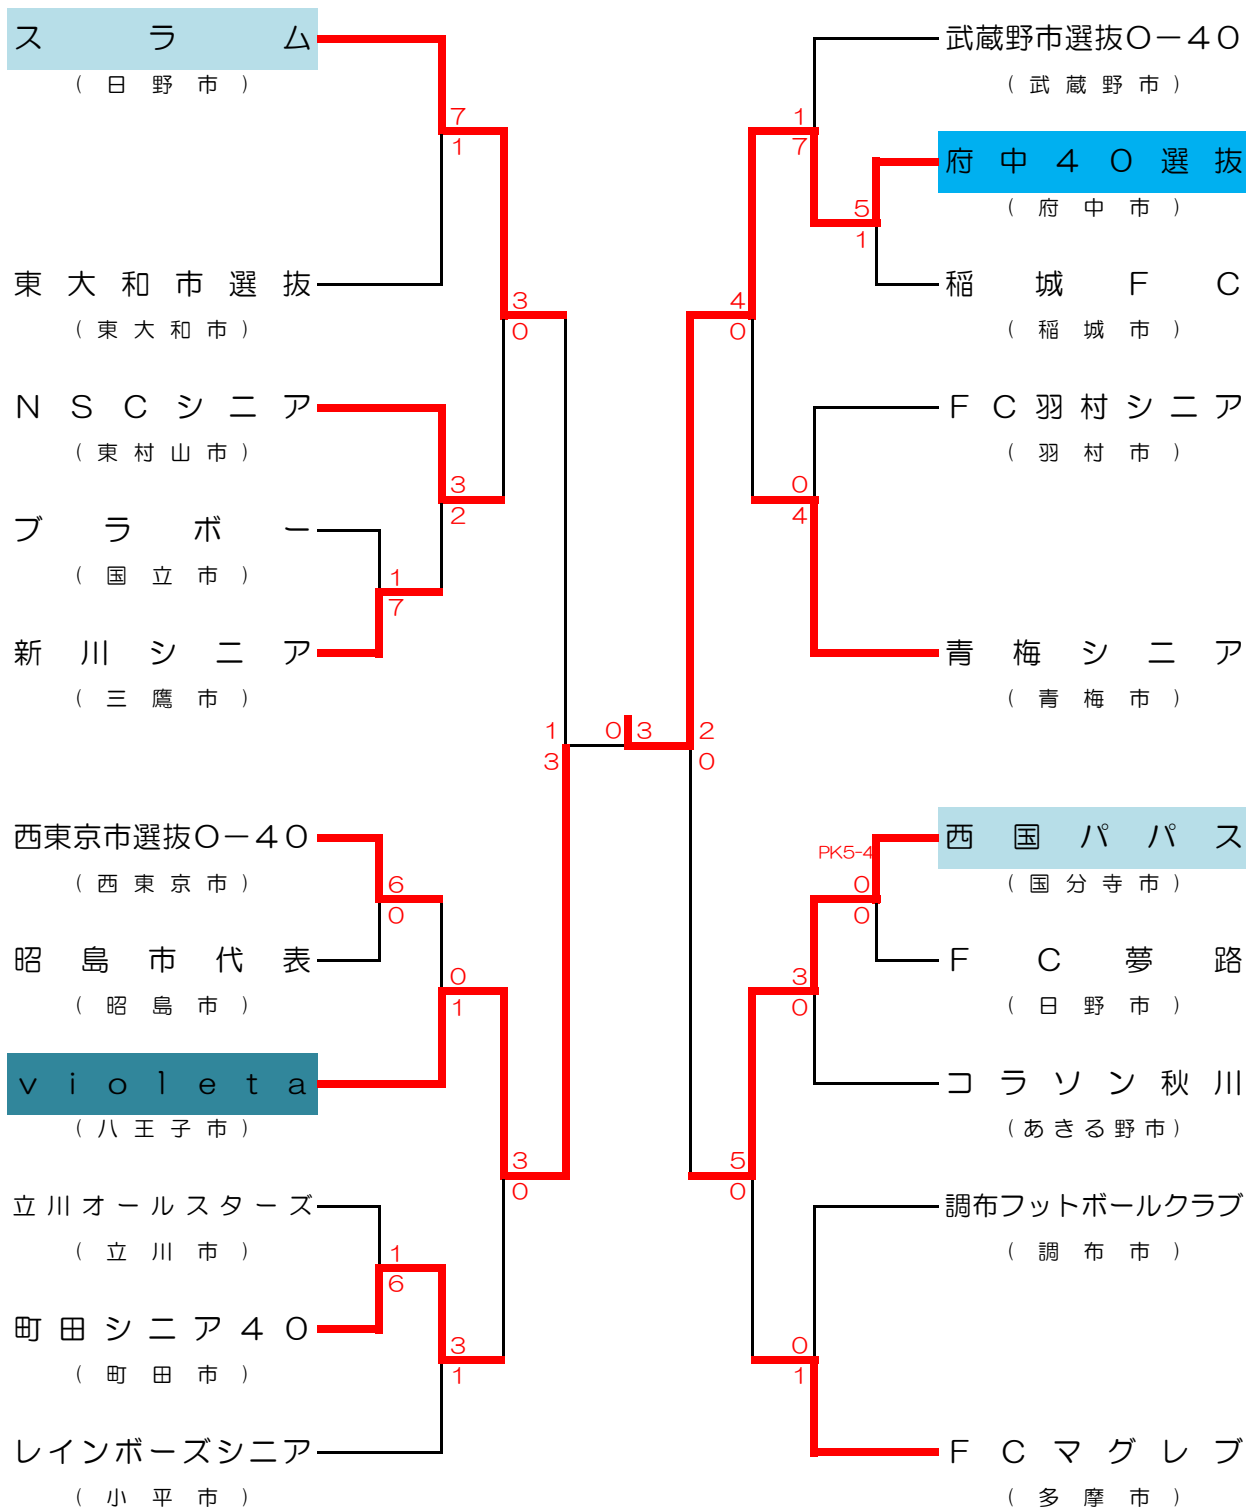 スラム
(日野市)
7
1
東大和市選抜
(東大和市)
3
0
NSCシニア
(東村山市)
3
2
ブラボー
(国立市)
1
7
新川シニア
(三鷹市)
1
3
西東京市選抜O−40
(西東京市)
6
0
昭島市代表
(昭島市)
0
1
violeta
(八王子市)
3
0
立川オールスターズ
(立川市)
1
6
町田シニア40
(町田市)
3
1
レインボーズシニア
(小平市)
0 3
武蔵野市選抜O−40
(武蔵野市)
1
7
府中40選抜
(府中市)
5
1
稲城FC
(稲城市)
4
0
FC羽村シニア
(羽村市)
0
4
青梅シニア
(青梅市)
2
0
西国パパス
PK5-4
(国分寺市)
0
0
FC夢路
(日野市)
3
0
コラソン秋川
(あきる野市)
5
0
調布フットボールクラブ
(調布市)
0
1
FCマグレブ
(多摩市)